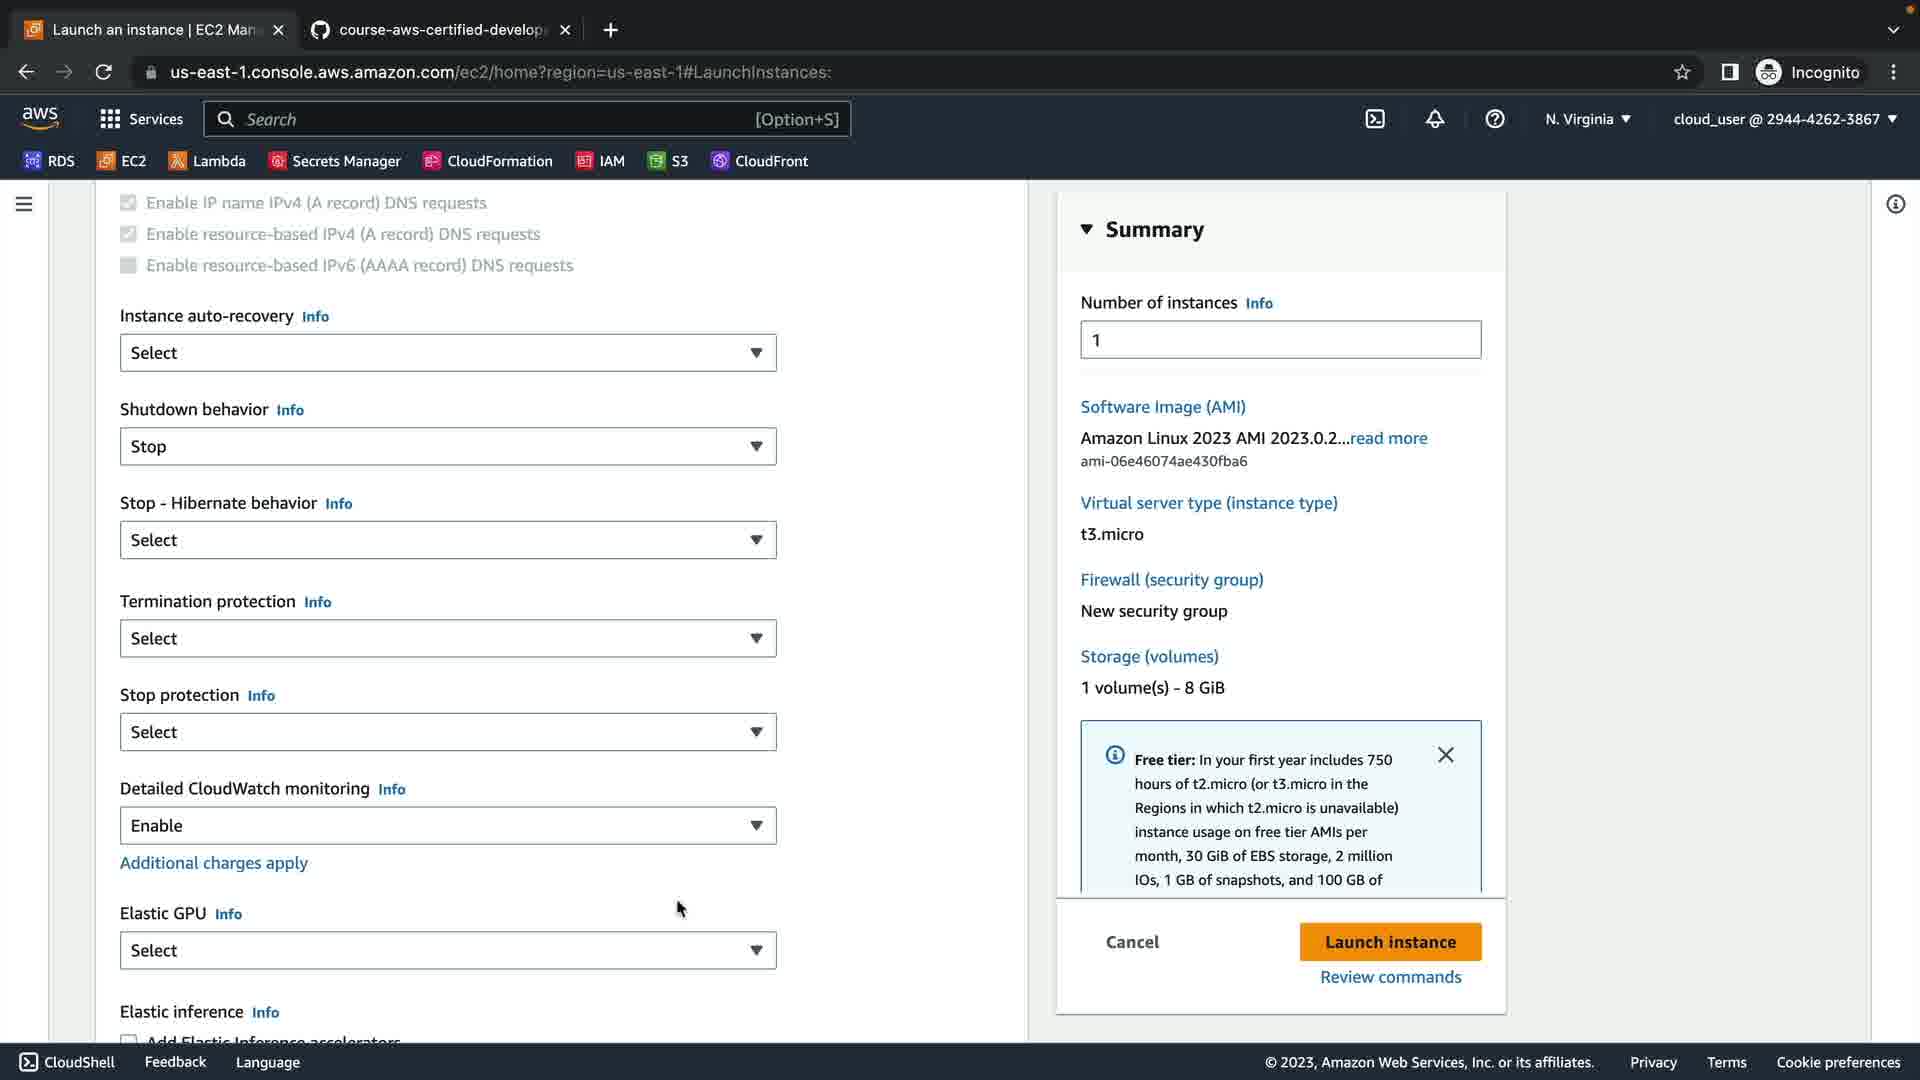 Launch an instance | EC2 Man
course-aws-certified-develop
us-east-1.console.aws.amazon.com/ec2/home?region=us-east-1#LaunchInstances:
Incognito
aws
Services
Search
[Option+S]
N. Virginia
cloud_user @ 2944-4262-3867
RDS
EC2
Lambda
Secrets Manager
CloudFormation
IAM
S3
CloudFront
Enable IP name IPv4 (A record) DNS requests
Enable resource-based IPv4 (A record) DNS requests
Enable resource-based IPv6 (AAAA record) DNS requests
Instance auto-recovery Info
Select
Shutdown behavior Info
Stop
Stop - Hibernate behavior Info
Select
Termination protection Info
Select
Stop protection Info
Select
Detailed CloudWatch monitoring Info
Enable
Additional charges apply
Elastic GPU Info
Select
Elastic inference Info
Add Elastic Inference accelerators
Summary
Number of instances Info
1
Software Image (AMI)
Amazon Linux 2023 AMI 2023.0.2...read more
ami-06e46074ae430fba6
Virtual server type (instance type)
t3.micro
Firewall (security group)
New security group
Storage (volumes)
1 volume(s) - 8 GiB
Free tier: In your first year includes 750
hours of t2.micro (or t3.micro in the
Regions in which t2.micro is unavailable)
instance usage on free tier AMIs per
month, 30 GiB of EBS storage, 2 million
IOs, 1 GB of snapshots, and 100 GB of
Cancel
Launch instance
Review commands
CloudShell
Feedback
Language
© 2023, Amazon Web Services, Inc. or its affiliates.
Privacy
Terms
Cookie preferences